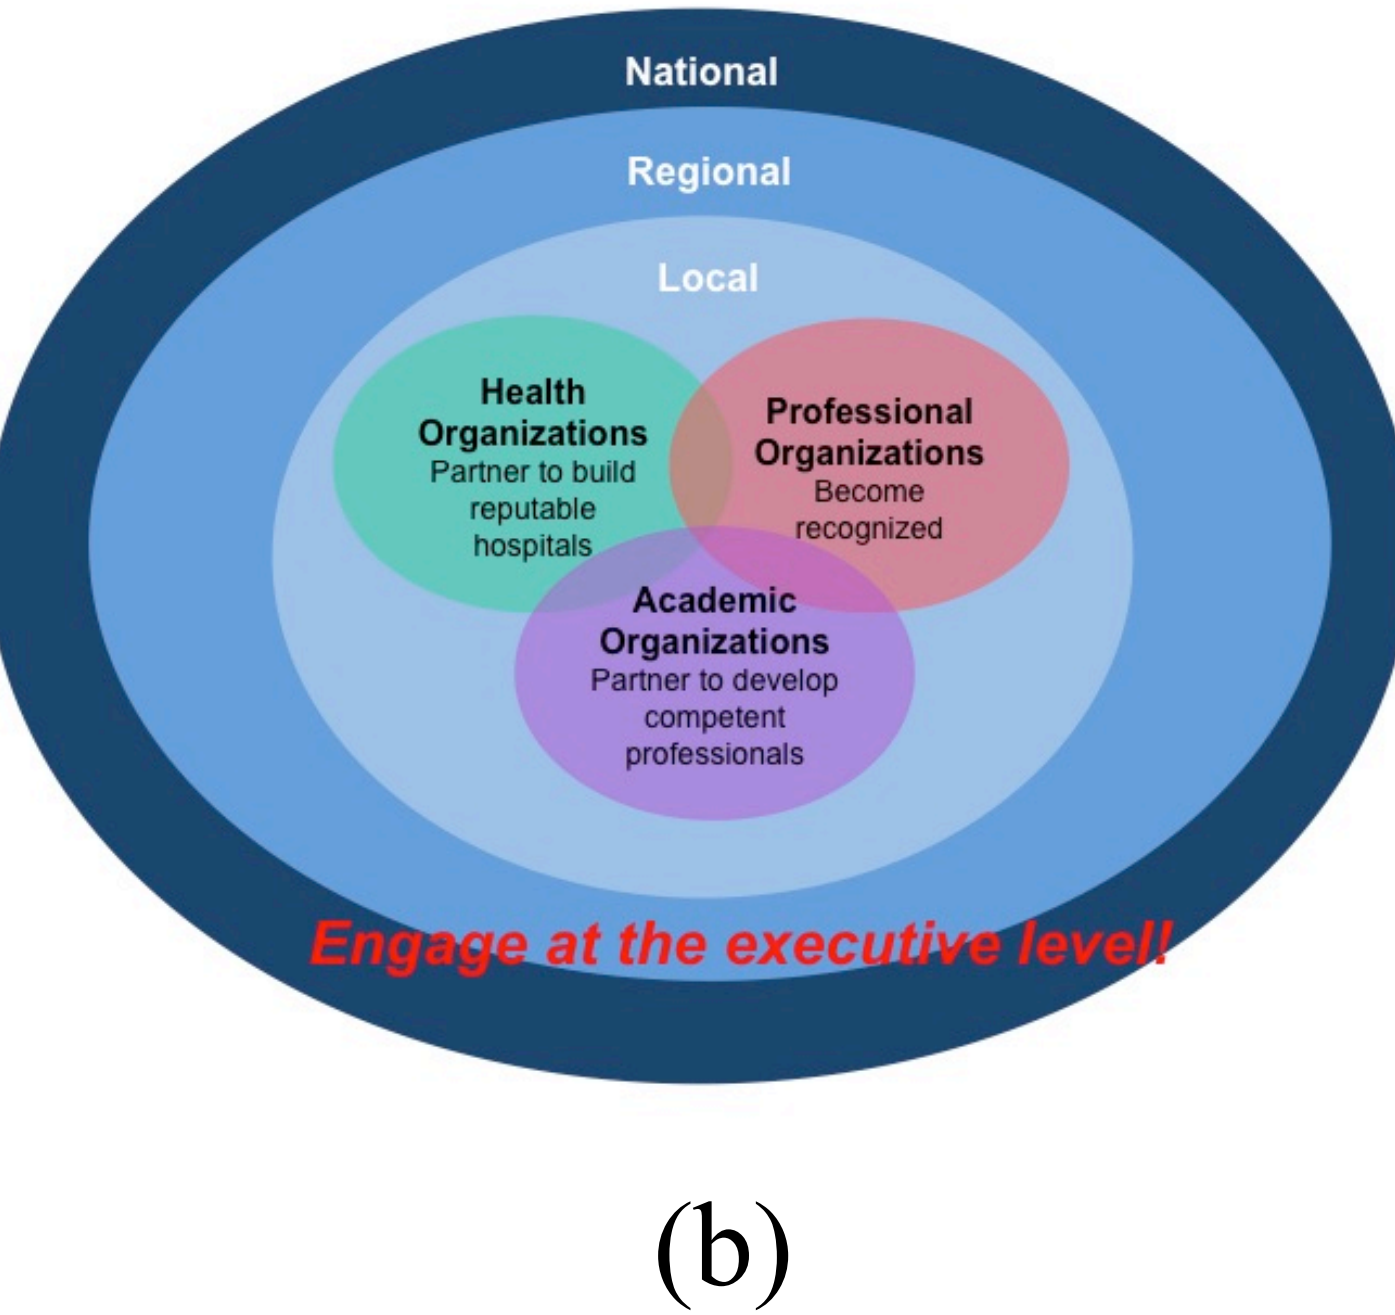 National
Regional
Local
Health
Organizations
Partner to build
reputable
hospitals
Professional
Organizations
Become
recognized
Academic
Organizations
Partner to develop
competent
professionals
Engage at the executive level!
(b)